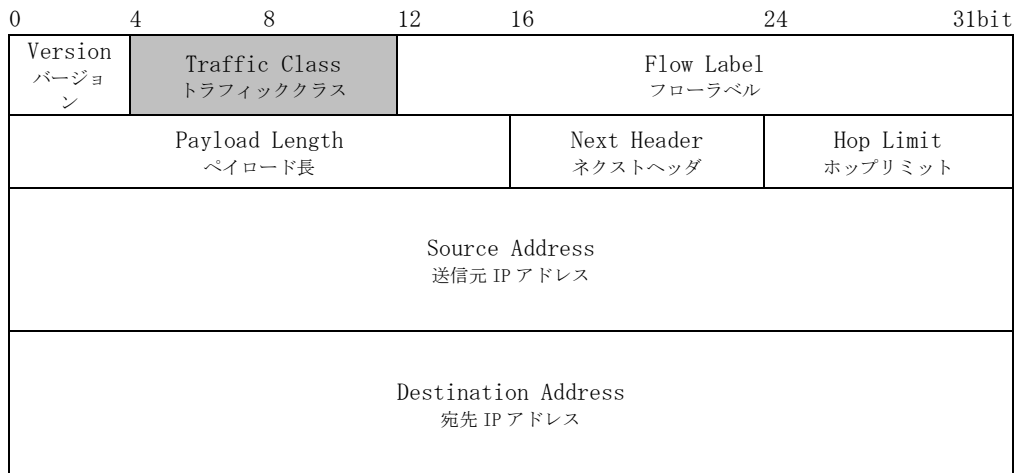 0 4 8 12 16 24 31bit
Version
バージョ
ン
Traffic Class
トラフィッククラス
Flow Label
フローラベル
Payload Length
ペイロード長
Next Header
ネクストヘッダ
Hop Limit
ホップリミット
Source Address
送信元 IP アドレス
Destination Address
宛先 IP アドレス